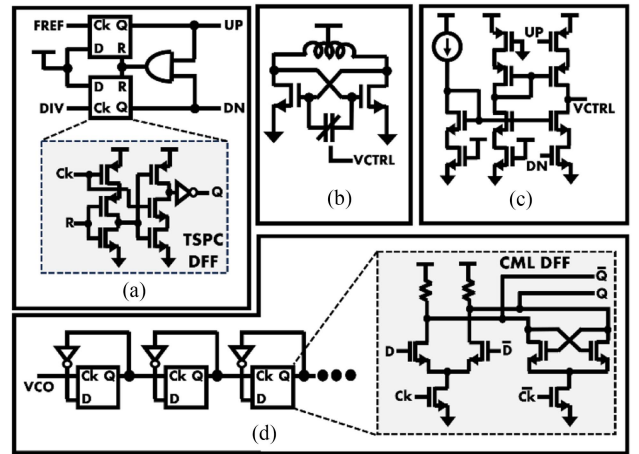 FREF
Ck Q
UP
D R
D R
DIV
Ck Q
DN
Ck
R
Q
TSPC
DFF
(a)
VCTRL
(b)
UP
VCTRL
DN
(c)
VCO
Ck Q
D
Ck Q
D
Ck Q
D
CML DFF
Q̅
Q
D
D̅
Ck
C̅k
(d)